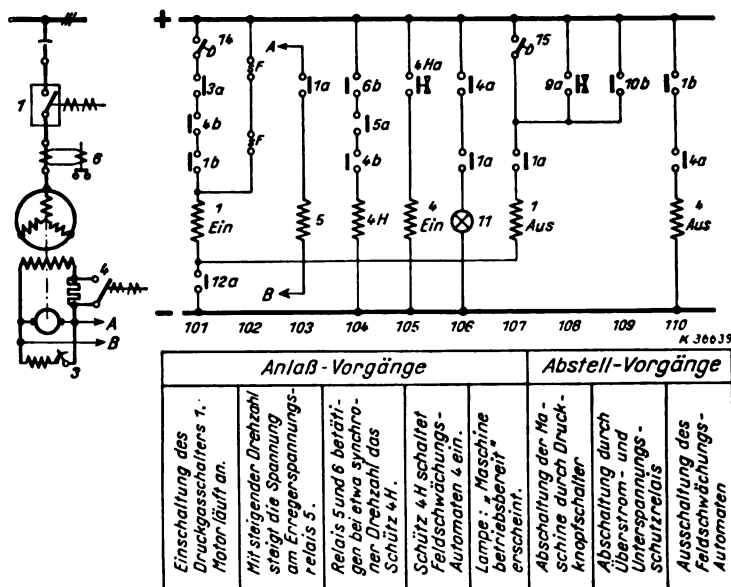 +
14
15
A
4Ha
F
1
3a
1a
6b
4a
9a
10b
1b
4b
5a
6
1b
F
4b
1a
1a
4a
1
Ein
5
4H
4
Ein
11
1
Aus
4
Aus
4
12a
B
A
B
3
−
101 102 103 104 105 106 107 108 109 110
K 36639
Anlaß-Vorgänge
Abstell-Vorgänge
Einschaltung des
Druckgasschalters 1.
Motor läuft an.
Mit steigender Drehzahl
steigt die Spannung
am Erregerspannungs-
relais 5.
Relais 5 und 6 betäti-
gen bei etwa synchro-
ner Drehzahl das
Schütz 4H.
Schütz 4H schaltet
Feldschwächungs-
Automaten 4 ein.
Lampe: „Maschine
betriebsbereit"
erscheint.
Abschaltung der Ma-
schine durch Druck-
knopfschalter
Abschaltung durch
Überstrom- und
Unterspannungs-
schutzrelais
Ausschaltung des
Feldschwächungs-
Automaten